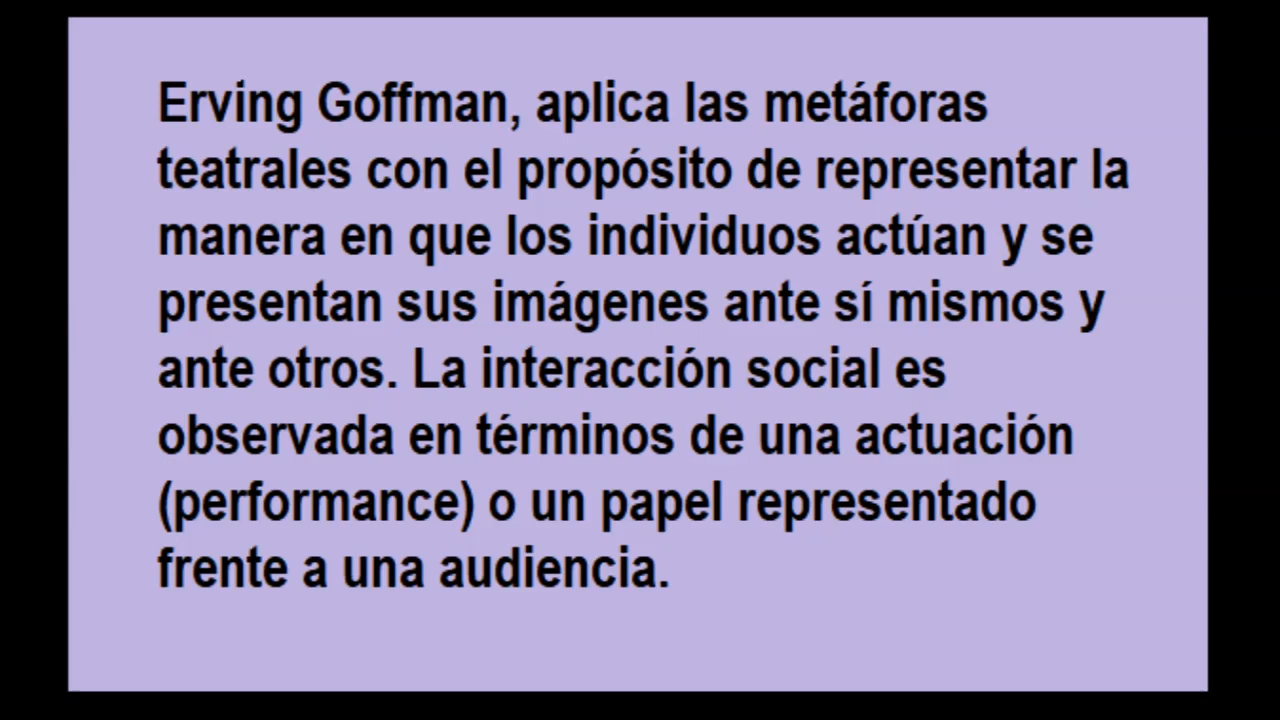 Erving Goffman, aplica las metáforas
teatrales con el propósito de representar la
manera en que los individuos actúan y se
presentan sus imágenes ante sí mismos y
ante otros. La interacción social es
observada en términos de una actuación
(performance) o un papel representado
frente a una audiencia.